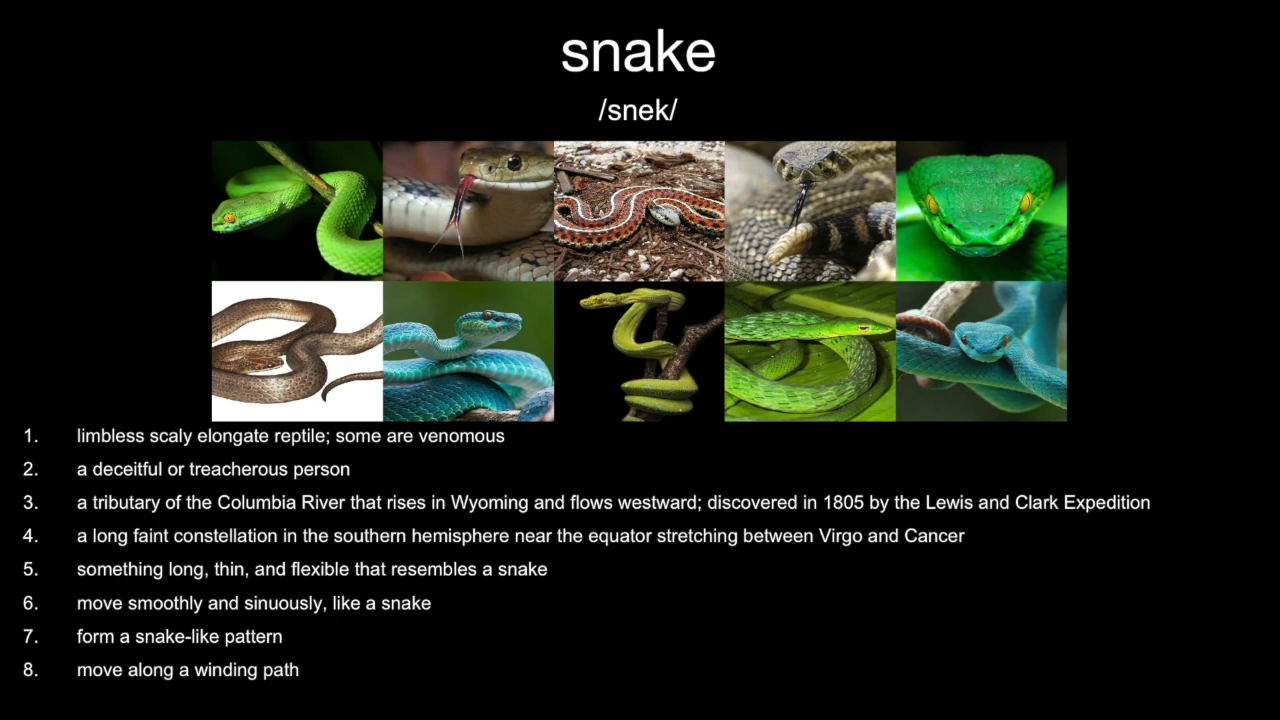 snake
/snek/
1. limbless scaly elongate reptile; some are venomous
2. a deceitful or treacherous person
3. a tributary of the Columbia River that rises in Wyoming and flows westward; discovered in 1805 by the Lewis and Clark Expedition
4. a long faint constellation in the southern hemisphere near the equator stretching between Virgo and Cancer
5. something long, thin, and flexible that resembles a snake
6. move smoothly and sinuously, like a snake
7. form a snake-like pattern
8. move along a winding path